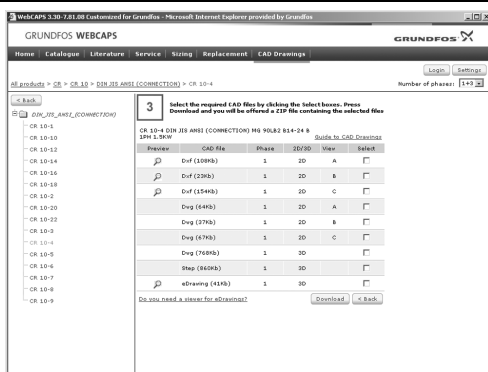 WebCAPS 3.30-7.81.08 Customized for Grundfos - Microsoft Internet Explorer provided by Grundfos
GRUNDFOS WEBCAPS
GRUNDFOS
Home Catalogue Literature Service Sizing Replacement CAD Drawings
Login Settings
All products > CR > CR 10 > DIN JIS ANSI (CONNECTION) > CR 10-4
Number of phases: 1+3
< Back
DIN_JIS_ANSI_(CONNECTION)
CR 10-1
CR 10-10
CR 10-12
CR 10-14
CR 10-16
CR 10-18
CR 10-2
CR 10-20
CR 10-22
CR 10-3
CR 10-4
CR 10-5
CR 10-6
CR 10-7
CR 10-8
CR 10-9
3
Select the required CAD files by clicking the Select boxes. Press
Download and you will be offered a ZIP file containing the selected files
CR 10-4 DIN JIS ANSI (CONNECTION) MG 90LB2 B14-24 B
1PH 1.5KW
Guide to CAD Drawings
Preview CAD file Phase 2D/3D View Select
Dxf (108Kb) 1 2D A
Dxf (23Kb) 1 2D B
Dxf (154Kb) 1 2D C
Dwg (64Kb) 1 2D A
Dwg (37Kb) 1 2D B
Dwg (67Kb) 1 2D C
Dwg (768Kb) 1 3D
Step (860Kb) 1 3D
eDrawing (41Kb) 1 3D
Do you need a viewer for eDrawings?
Download < Back